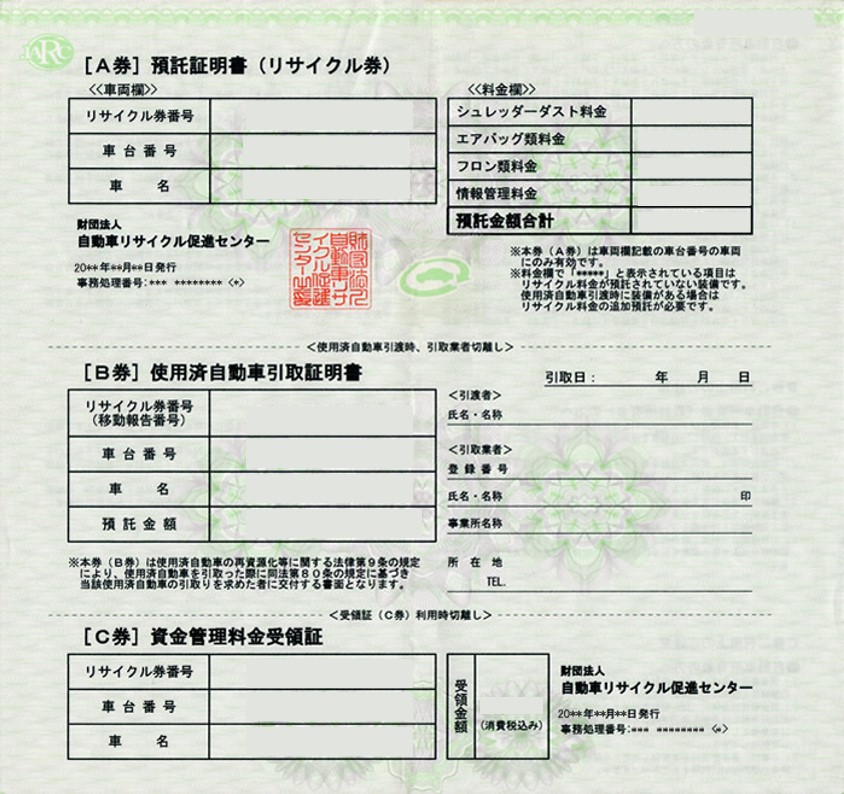 JARC
［A券］預託証明書（リサイクル券）
<<車両欄>>
<<料金欄>>
リサイクル券番号
車台番号
車名
シュレッダーダスト料金
エアバッグ類料金
フロン類料金
情報管理料金
預託金額合計
財団法人
自動車リサイクル促進センター
20**年**月**日発行
事務処理番号:*** ******** <*>
財団法人
自動車リサ
イクル促進
センター
※本券（A券）は車両欄記載の車台番号の車両
にのみ有効です。
※料金欄で「*****」と表示されている項目は
リサイクル料金が預託されていない装備です。
使用済自動車引渡時に装備がある場合は
リサイクル料金の追加預託が必要です。
＜使用済自動車引渡時、引取業者切離し＞
［B券］使用済自動車引取証明書
引取日： 年 月 日
リサイクル券番号
（移動報告番号）
車台番号
車名
預託金額
＜引渡者＞
氏名・名称
＜引取業者＞
登録番号
氏名・名称 印
事業所名称
所在地
TEL.
※本券（B券）は使用済自動車の再資源化等に関する法律第9条の規定
により、使用済自動車を引取った際に同法第80条の規定に基づき
当該使用済自動車の引取りを求めた者に交付する書面となります。
＜受領証（C券）利用時切離し＞
［C券］資金管理料金受領証
リサイクル券番号
車台番号
車名
受領金額
(消費税込み)
財団法人
自動車リサイクル促進センター
20**年**月**日発行
事務処理番号:*** ******** <*>